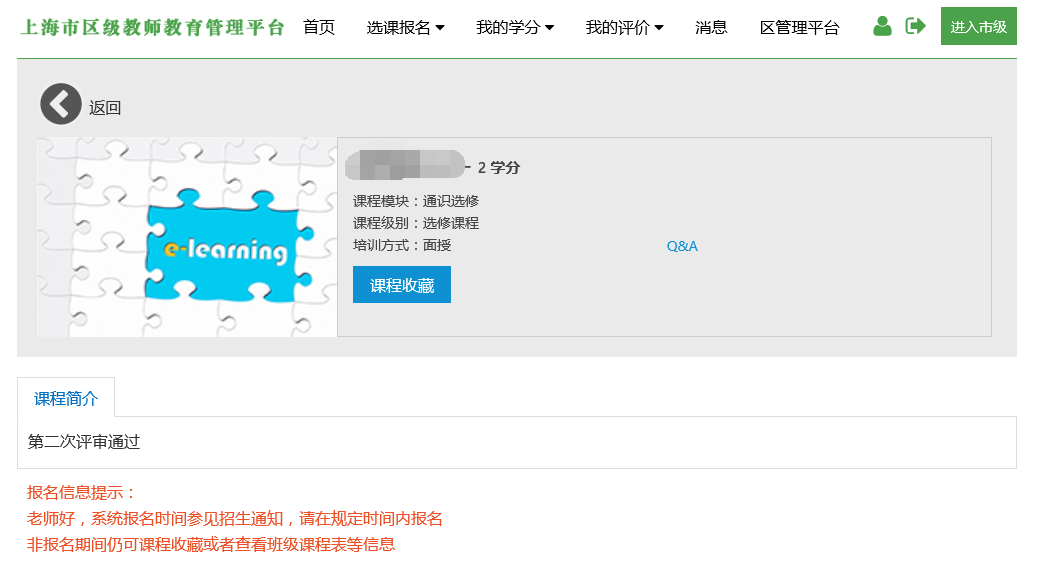 上海市区级教师教育管理平台 首页 选课报名 我的学分 我的评价 消息 区管理平台 进入市级
返回
- 2 学分
课程模块：通识选修
课程级别：选修课程
培训方式：面授 Q&A
课程收藏
e-learning
课程简介
第二次评审通过
报名信息提示：
老师好，系统报名时间参见招生通知，请在规定时间内报名
非报名期间仍可课程收藏或者查看班级课程表等信息